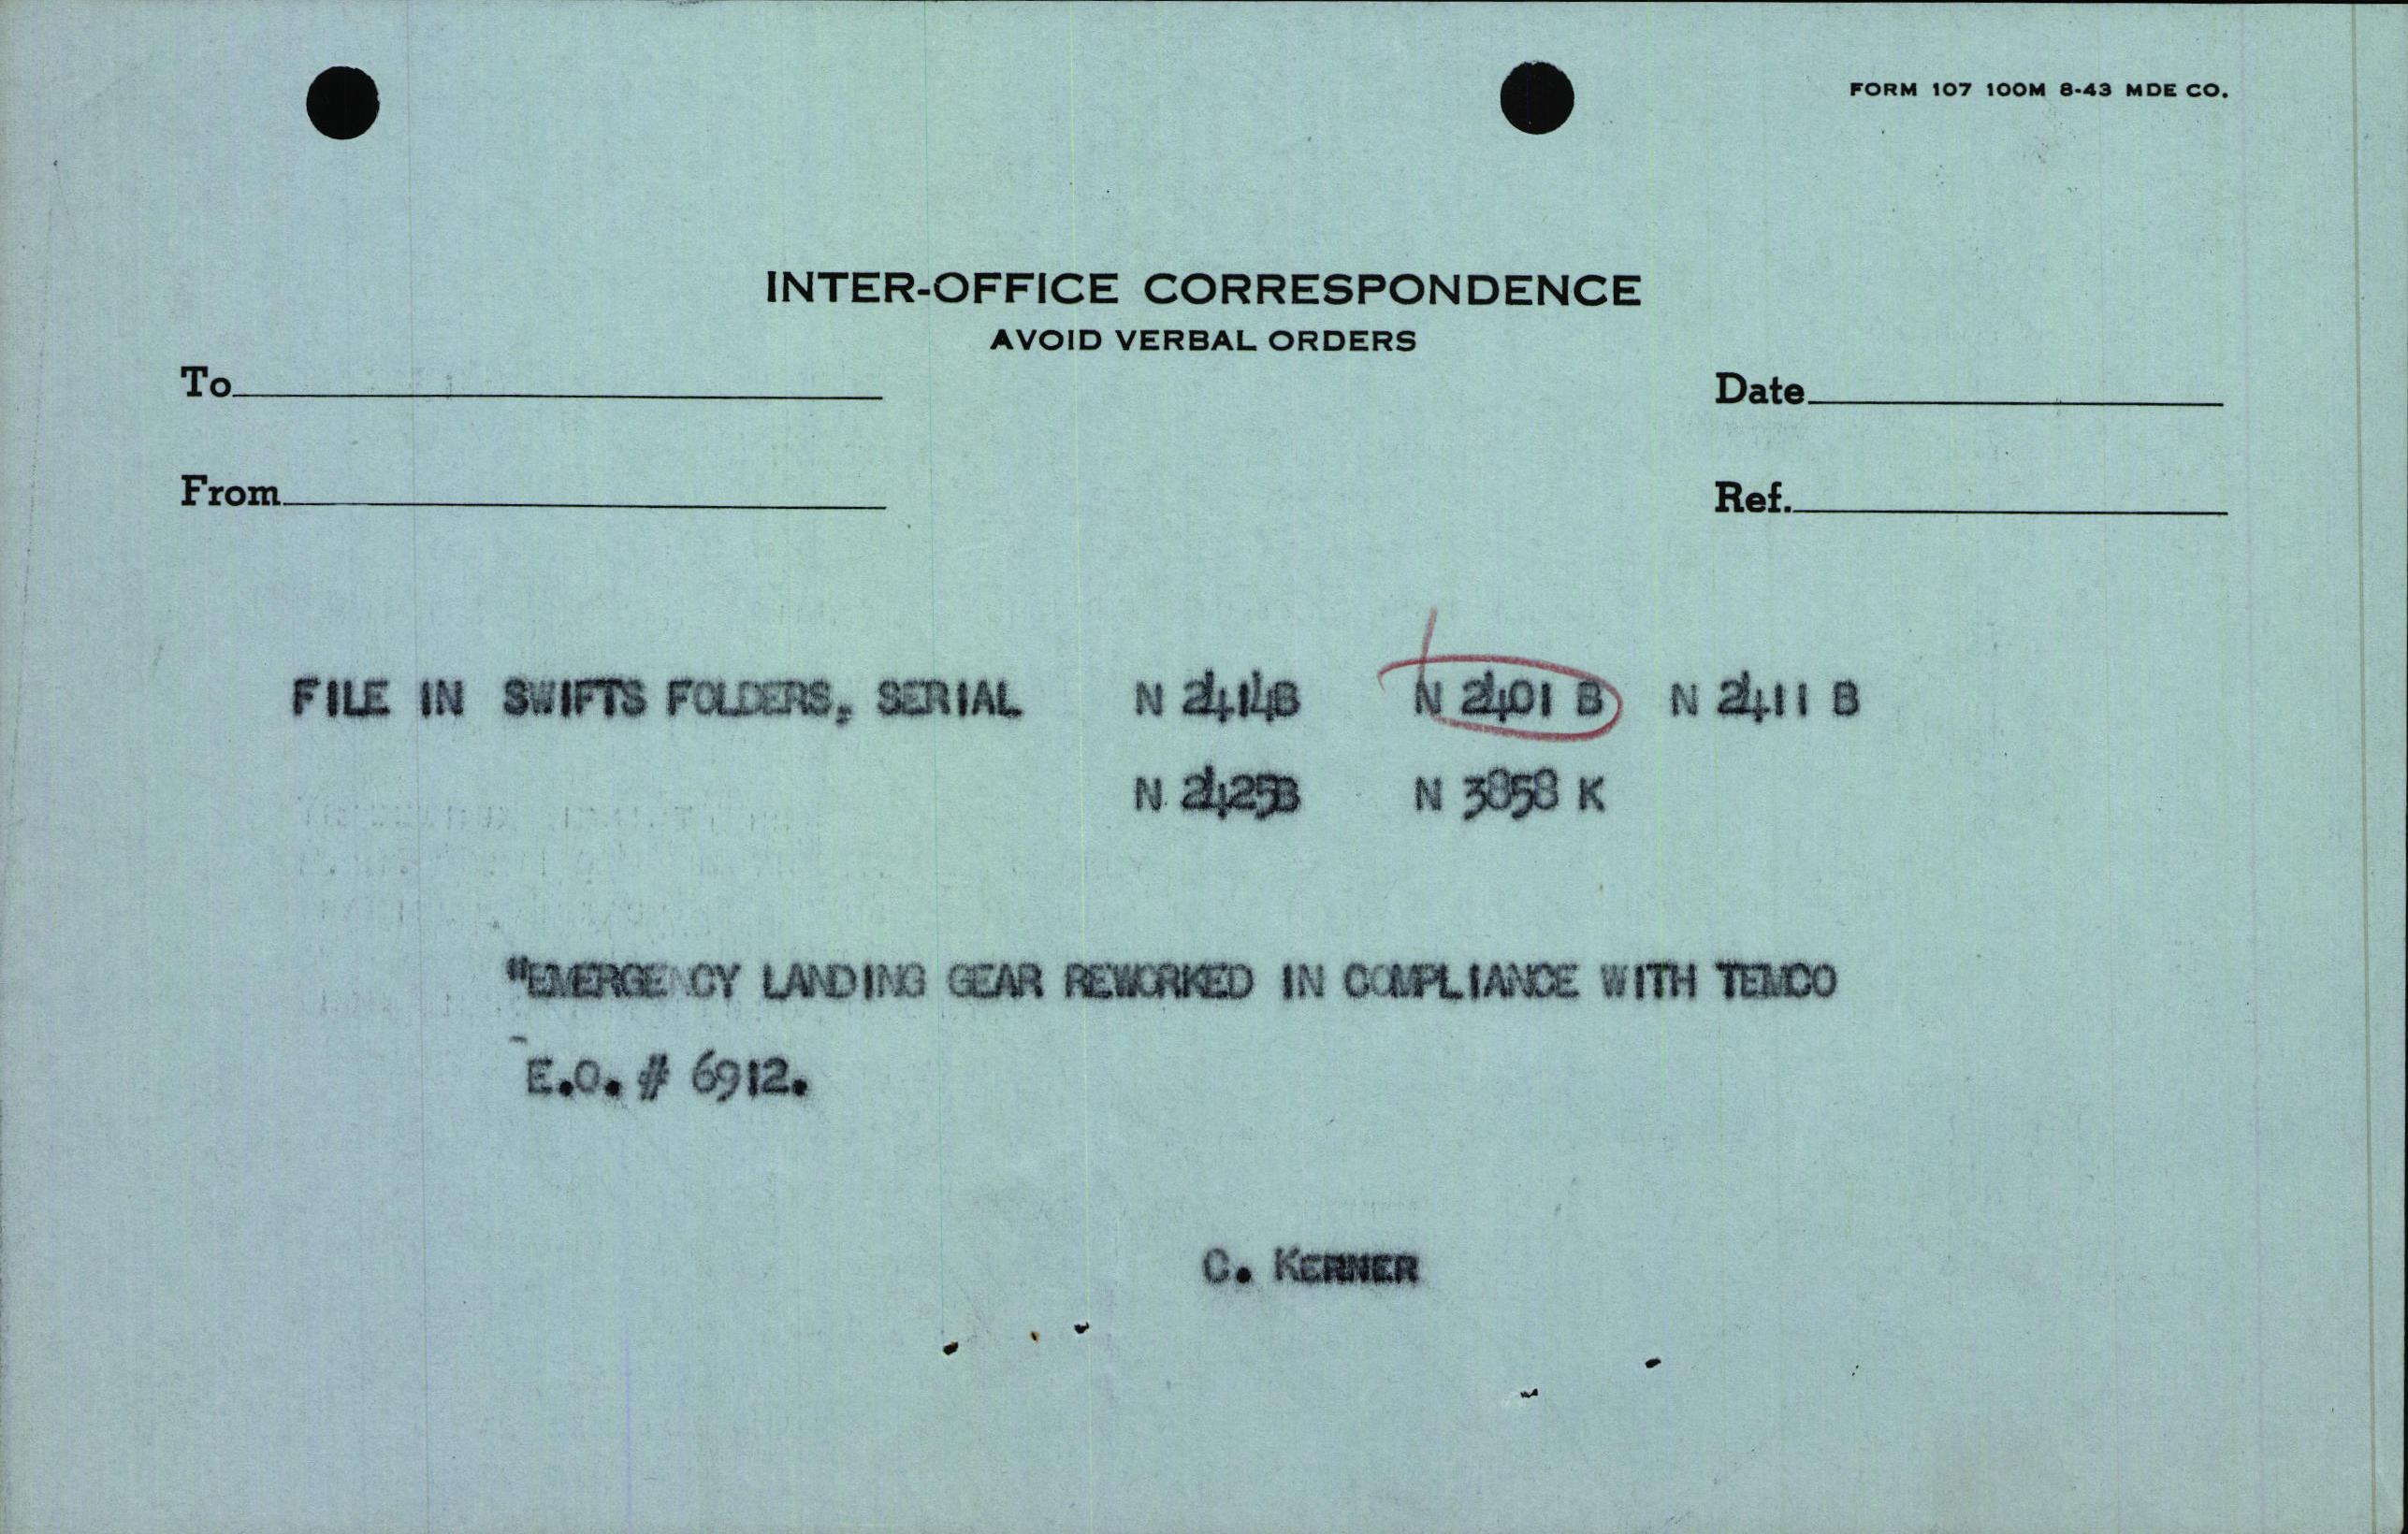 FORM 107 100M 8-43 MDE CO.
INTER-OFFICE CORRESPONDENCE
AVOID VERBAL ORDERS
To
Date
From
Ref.
FILE IN SWIFTS FOLDERS, SERIAL N 2414B N 2401 B N 2411 B
N 2425B N 3858 K
"EMERGENCY LANDING GEAR REWORKED IN COMPLIANCE WITH TEMCO
E.O. # 6912.
C. KERNER